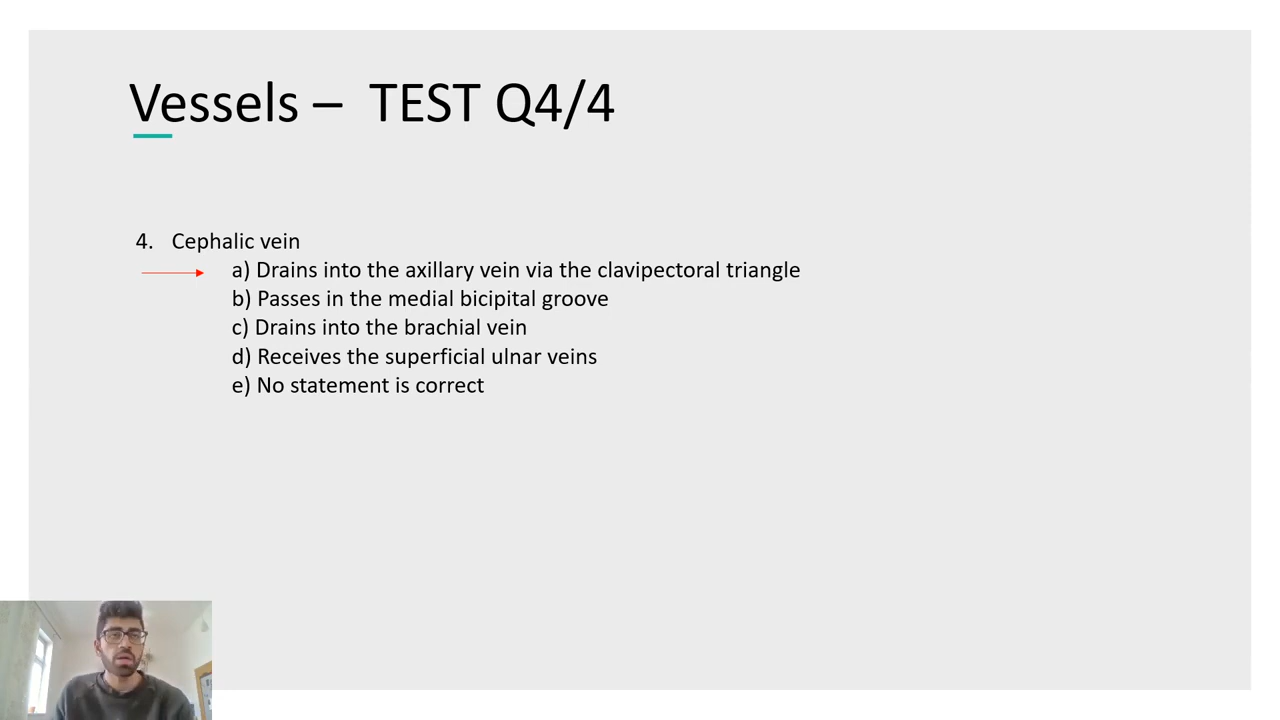 Vessels – TEST Q4/4
4. Cephalic vein
a) Drains into the axillary vein via the clavipectoral triangle
b) Passes in the medial bicipital groove
c) Drains into the brachial vein
d) Receives the superficial ulnar veins
e) No statement is correct